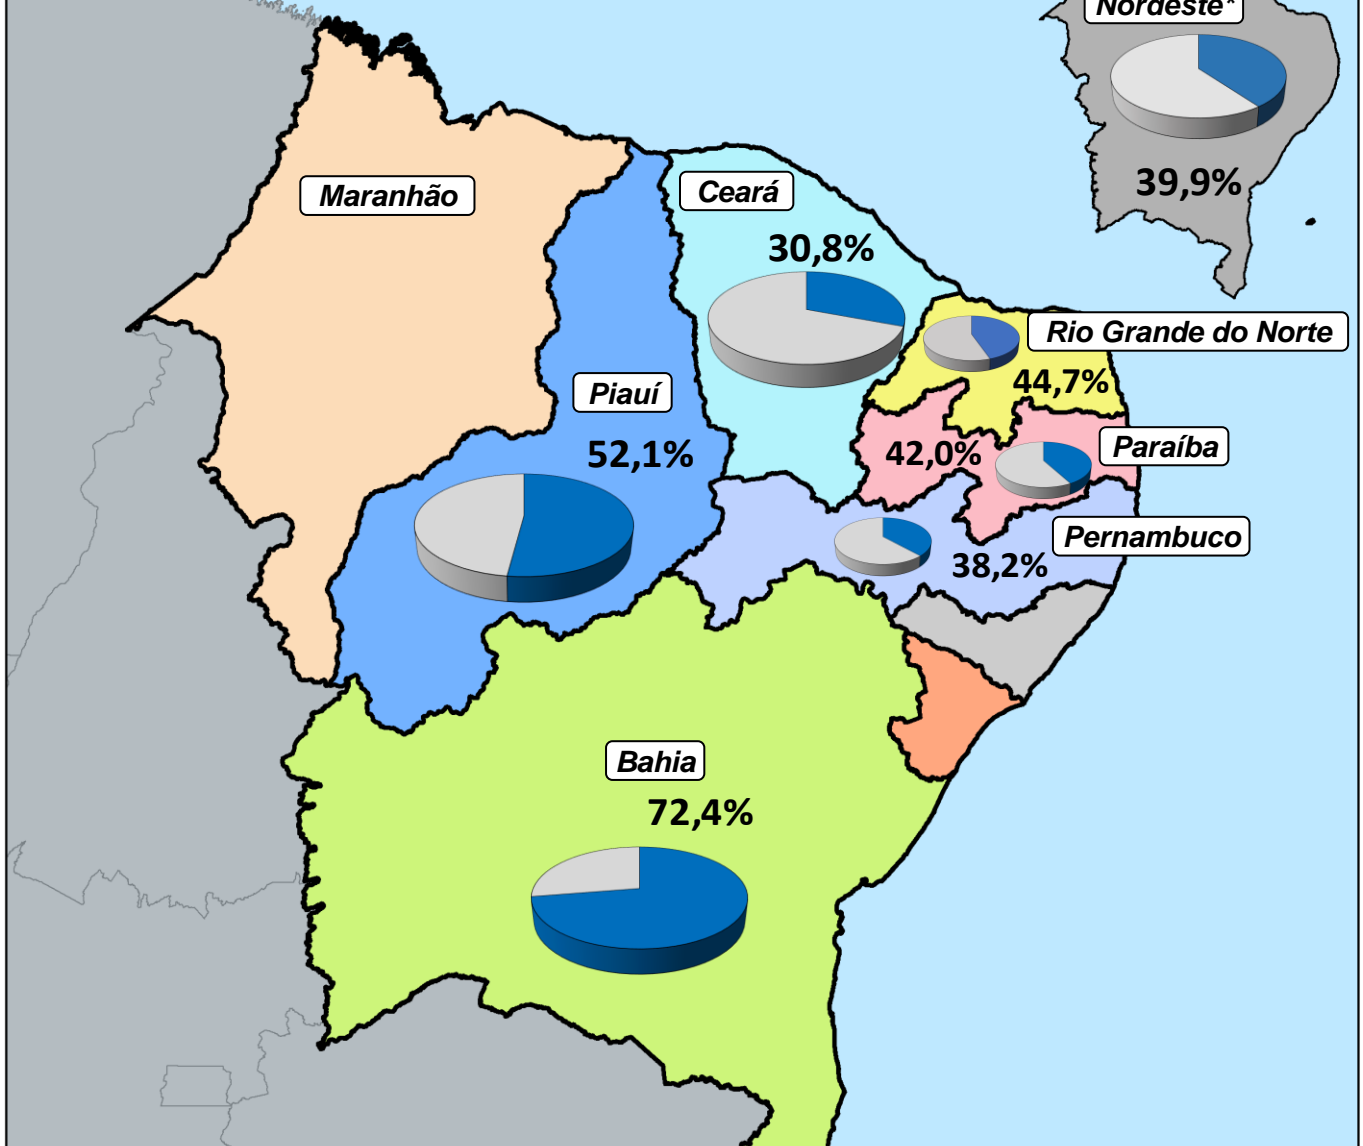 Nordeste*
39,9%
Maranhão
Ceará
30,8%
Rio Grande do Norte
44,7%
Piauí
52,1%
Paraíba
42,0%
Pernambuco
38,2%
Bahia
72,4%